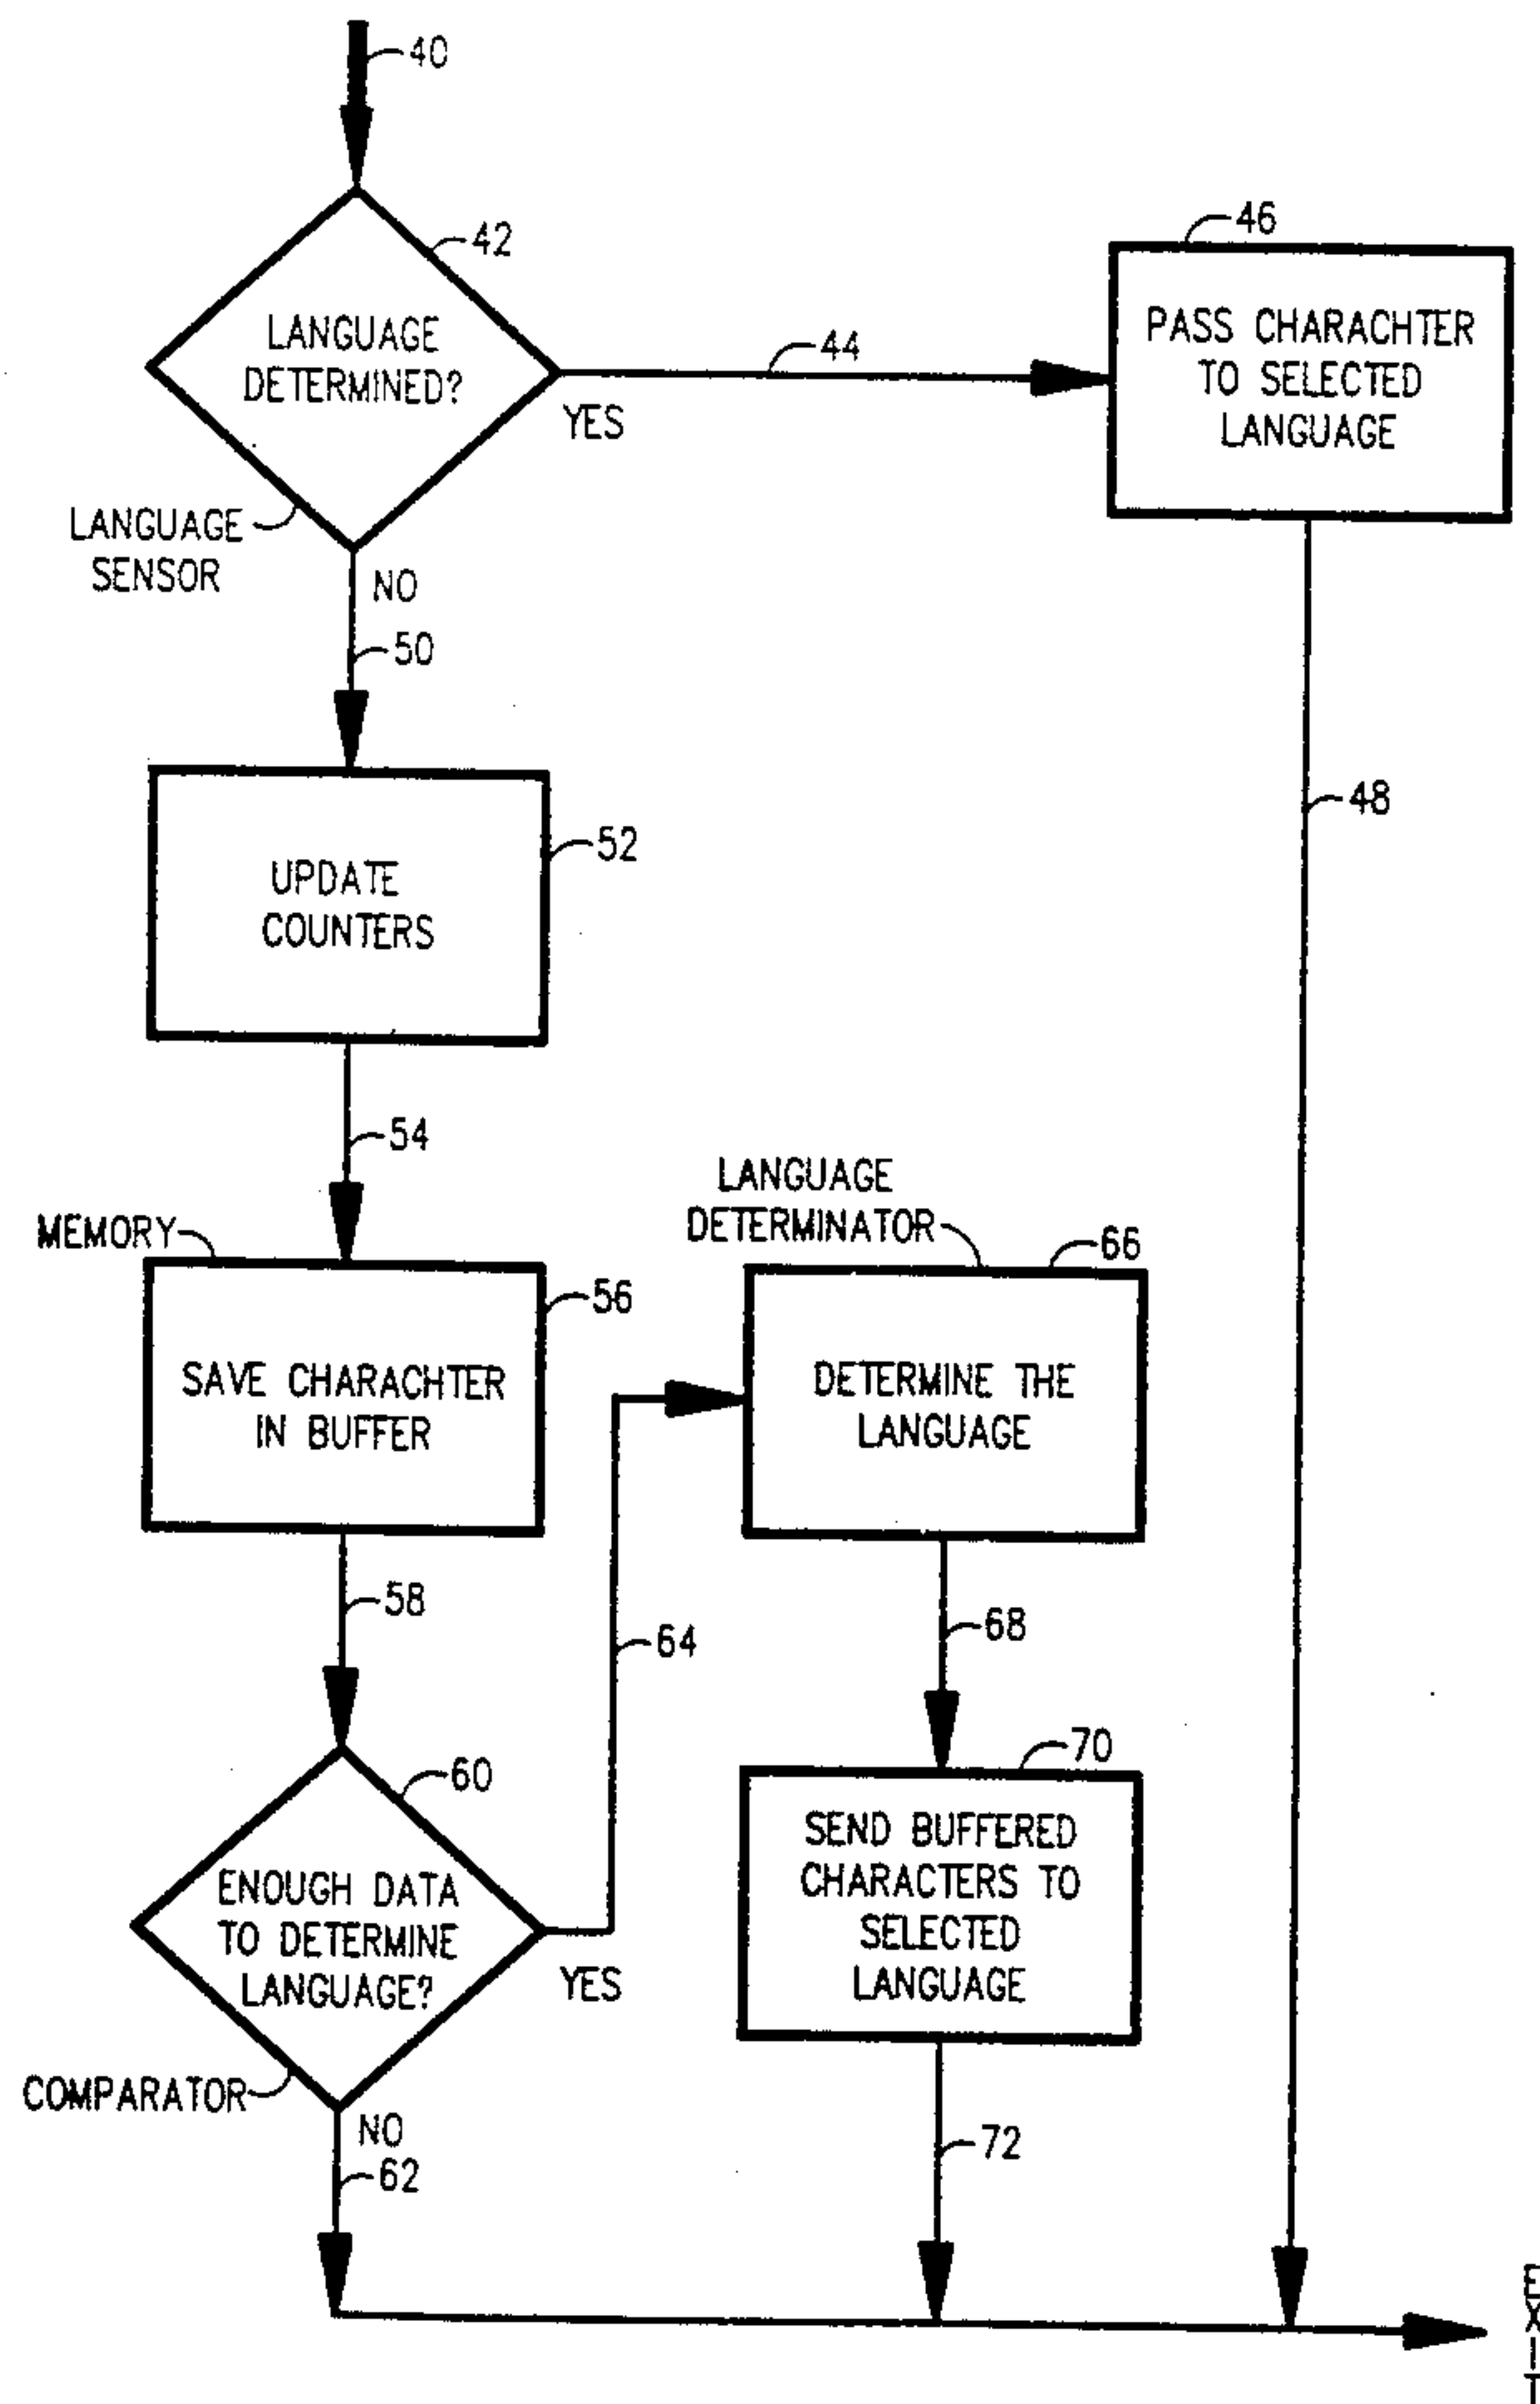 40
42
LANGUAGE
DETERMINED?
YES
44
46
PASS CHARACHTER
TO SELECTED
LANGUAGE
LANGUAGE
SENSOR
NO
50
48
52
UPDATE
COUNTERS
54
MEMORY
56
SAVE CHARACHTER
IN BUFFER
LANGUAGE
DETERMINATOR
66
DETERMINE THE
LANGUAGE
58
64
68
60
ENOUGH DATA
TO DETERMINE
LANGUAGE?
YES
COMPARATOR
NO
62
70
SEND BUFFERED
CHARACTERS TO
SELECTED
LANGUAGE
72
EXIT